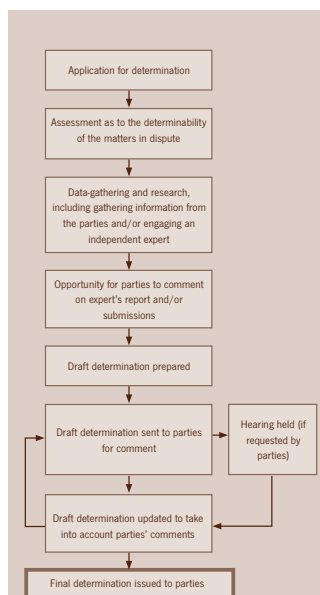 Application for determination
Assessment as to the determinability
of the matters in dispute
Data-gathering and research,
including gathering information from
the parties and/or engaging an
independent expert
Opportunity for parties to comment
on expert's report and/or
submissions
Draft determination prepared
Draft determination sent to parties
for comment
Hearing held (if
requested by
parties)
Draft determination updated to take
into account parties' comments
Final determination issued to parties